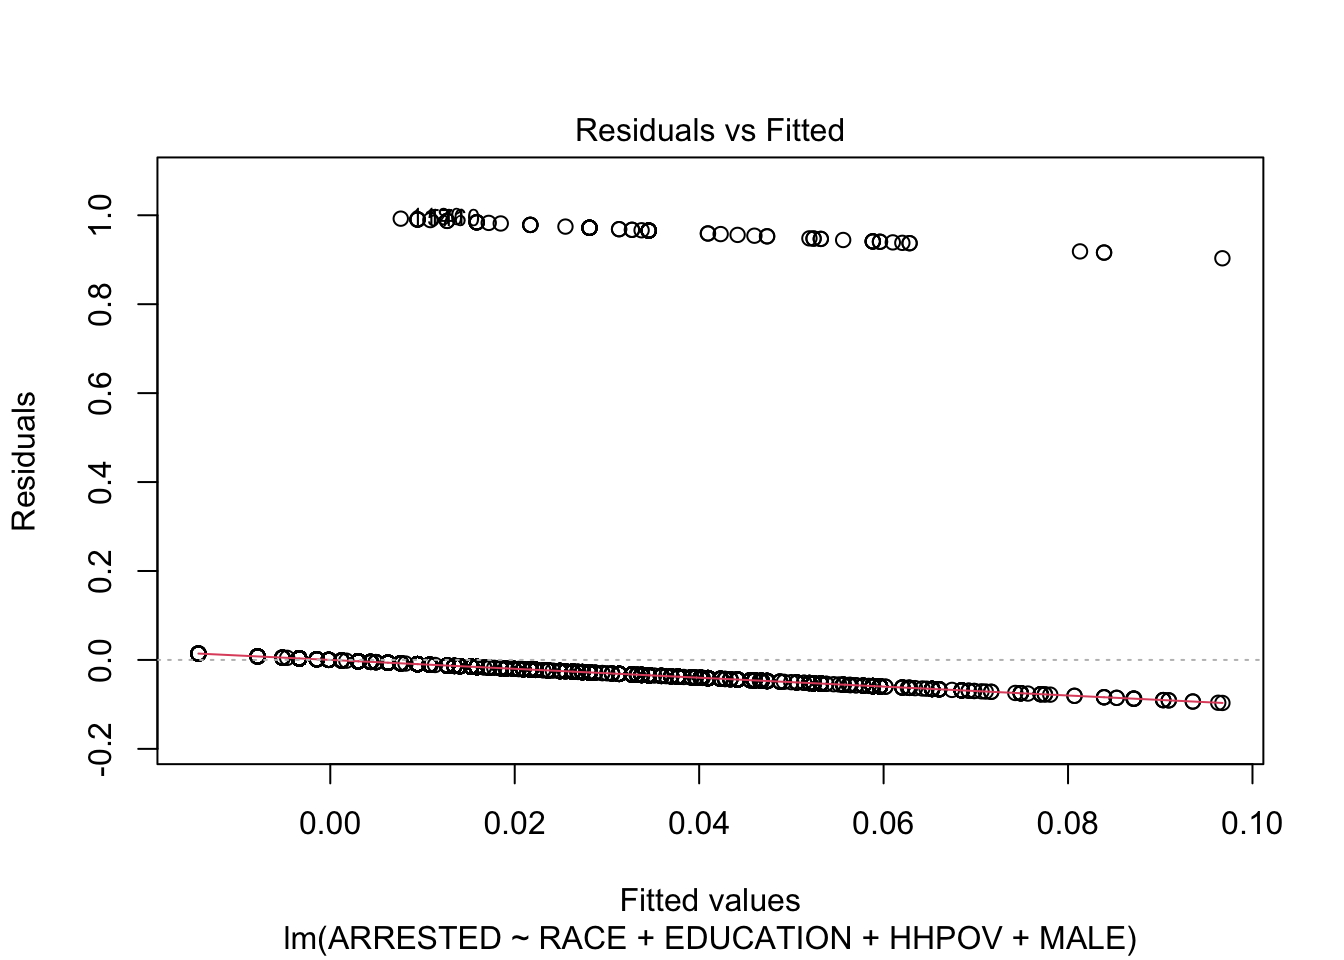 Residuals vs Fitted
Residuals
1.0
0.8
0.6
0.4
0.2
0.0
-0.2
0.00 0.02 0.04 0.06 0.08 0.10
Fitted values
lm(ARRESTED ~ RACE + EDUCATION + HHPOV + MALE)